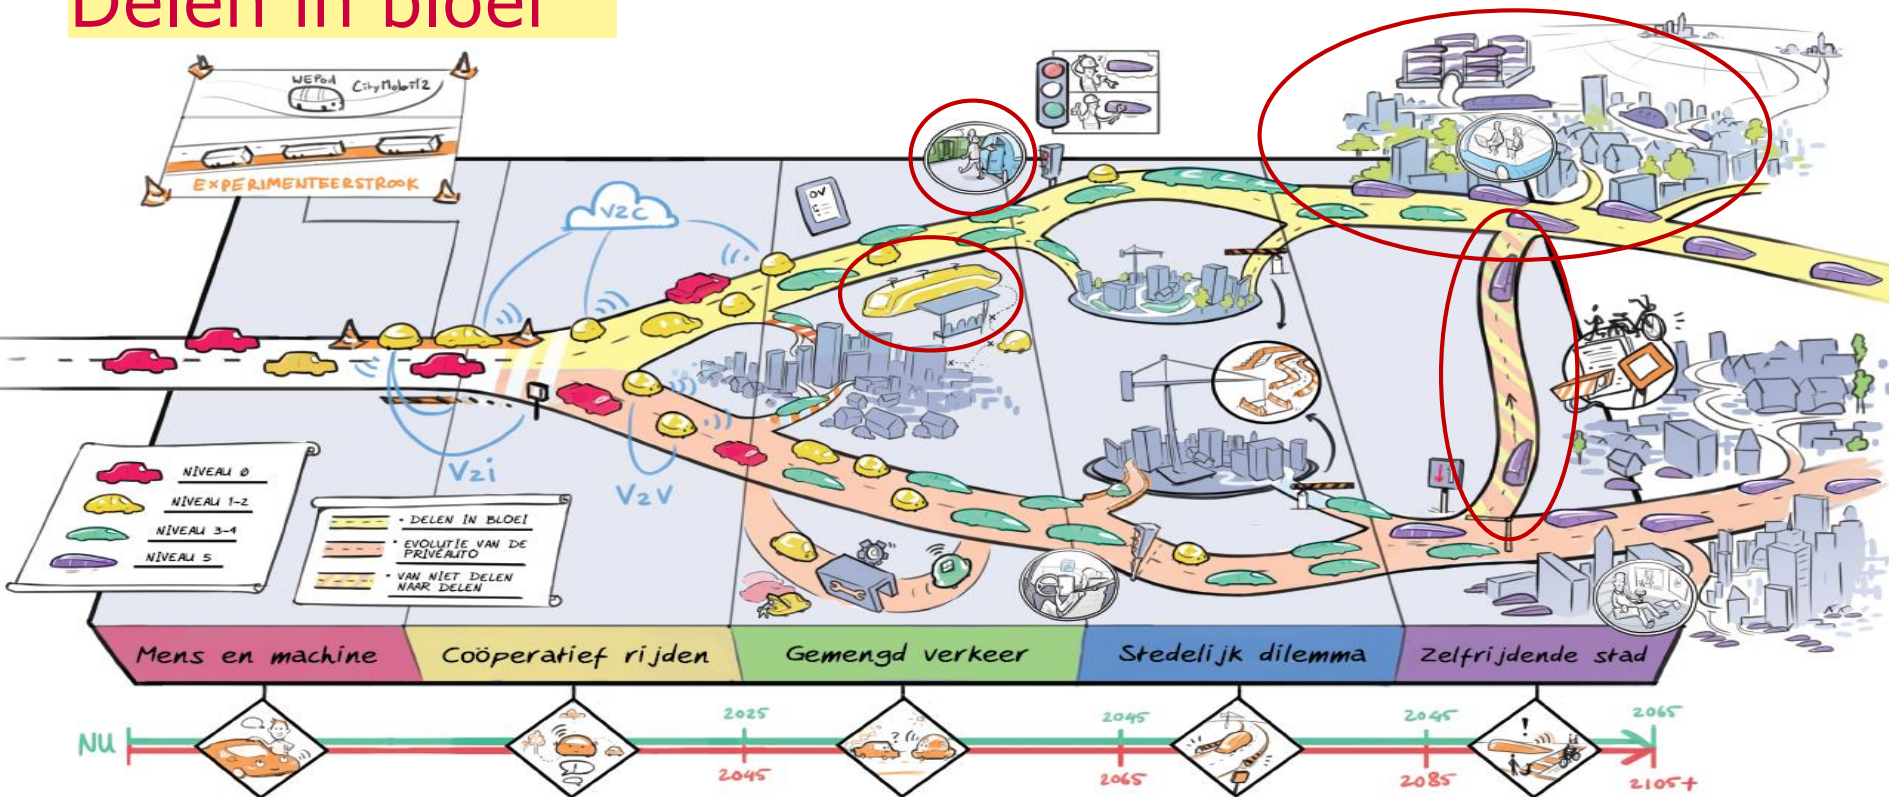 Delen in bloei
WEPod
CityMobil2
EXPERIMENTEERSTROOK
V2C
OV
V2i
V2V
NIVEAU 0
NIVEAU 1-2
NIVEAU 3-4
NIVEAU 5
- DELEN IN BLOEI
- EVOLUTIE VAN DE
PRIVÉAUTO
- VAN NIET DELEN
NAAR DELEN
Mens en machine
Coöperatief rijden
Gemengd verkeer
Stedelijk dilemma
Zelfrijdende stad
NU
2025
2045
2045
2065
2045
2065
2085
2105+